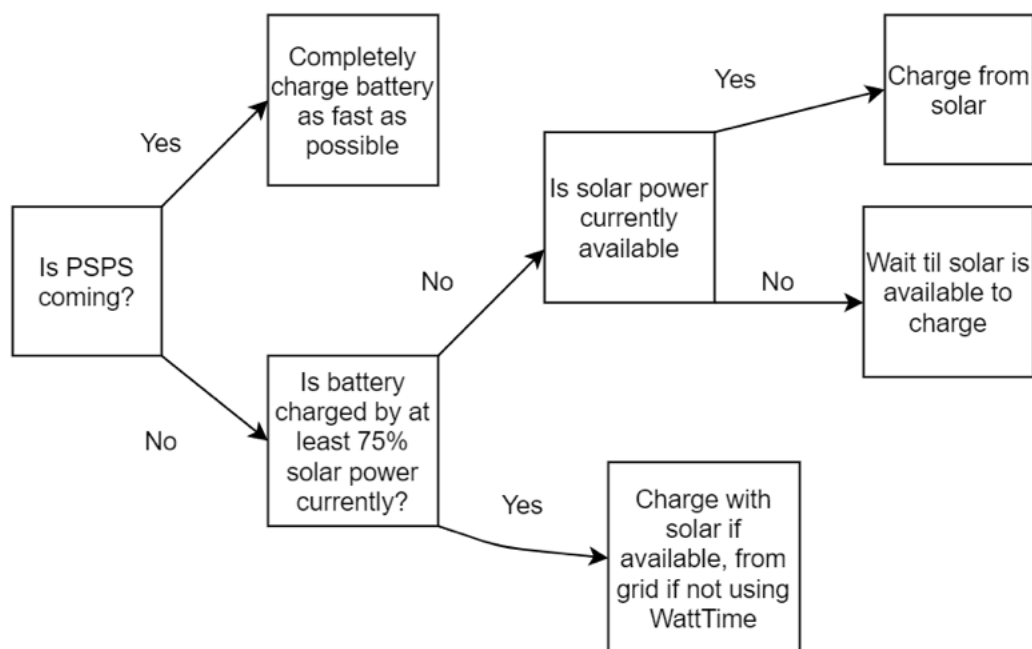 Is PSPS
coming?
Yes
Completely
charge battery
as fast as
possible
No
Is battery
charged by at
least 75%
solar power
currently?
No
Is solar power
currently
available
Yes
Charge from
solar
No
Wait til solar is
available to
charge
Yes
Charge with
solar if
available, from
grid if not using
WattTime